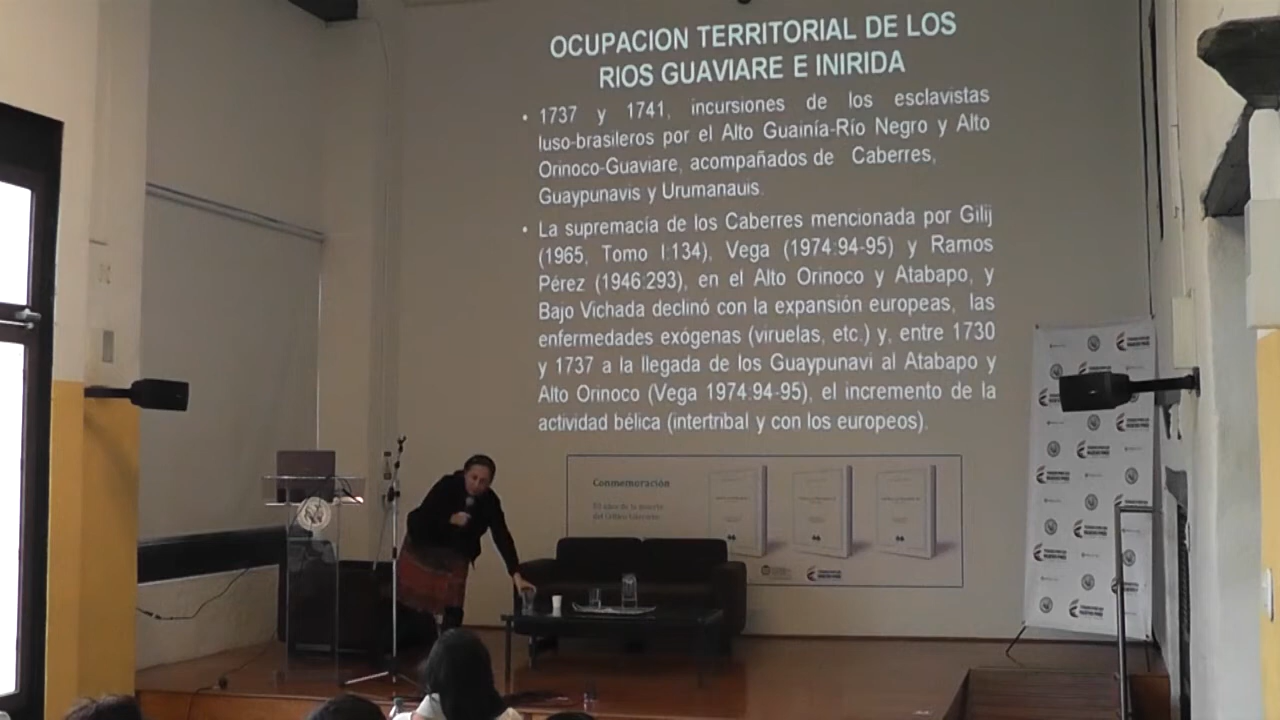 OCUPACION TERRITORIAL DE LOS
RIOS GUAVIARE E INIRIDA
• 1737 y 1741, incursiones de los esclavistas
luso-brasileros por el Alto Guainía-Río Negro y Alto
Orinoco-Guaviare, acompañados de Caberres,
Guaypunavis y Urumanauis.
• La supremacía de los Caberres mencionada por Gilij
(1965, Tomo I:134), Vega (1974:94-95) y Ramos
Pérez (1946:293), en el Alto Orinoco y Atabapo, y
Bajo Vichada declinó con la expansión europeas, las
enfermedades exógenas (viruelas, etc.) y, entre 1730
y 1737 a la llegada de los Guaypunavi al Atabapo y
Alto Orinoco (Vega 1974:94-95), el incremento de la
actividad bélica (intertribal y con los europeos).
Conmemoración